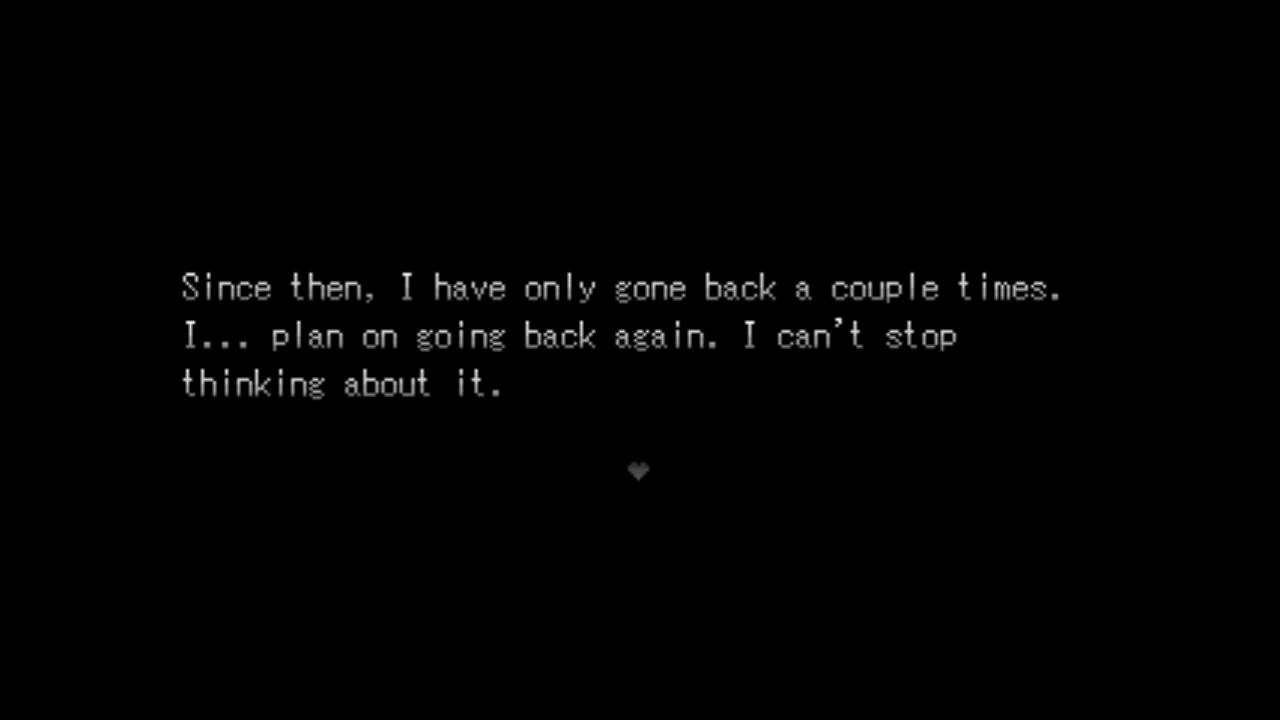 Since then, I have only gone back a couple times.
I... plan on going back again. I can't stop
thinking about it.